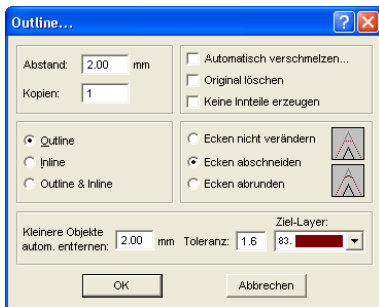 Outline...
Abstand: 2.00 mm
Kopien: 1
Automatisch verschmelzen...
Original löschen
Keine Innteile erzeugen
Outline
Inline
Outline & Inline
Ecken nicht verändern
Ecken abschneiden
Ecken abrunden
Kleinere Objekte
autom. entfernen: 2.00 mm Toleranz: 1.6
Ziel-Layer:
83.
OK Abbrechen